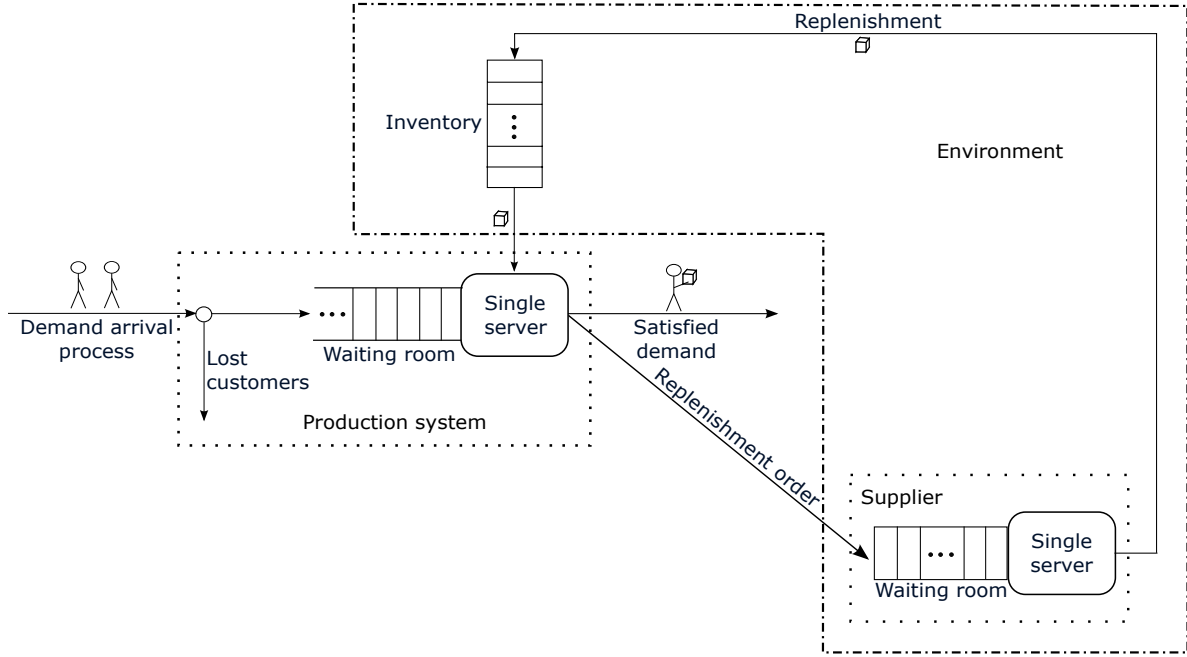 Replenishment
Inventory
Environment
Demand arrival
process
Lost
customers
Waiting room
Single
server
Satisfied
demand
Production system
Replenishment order
Supplier
Waiting room
Single
server